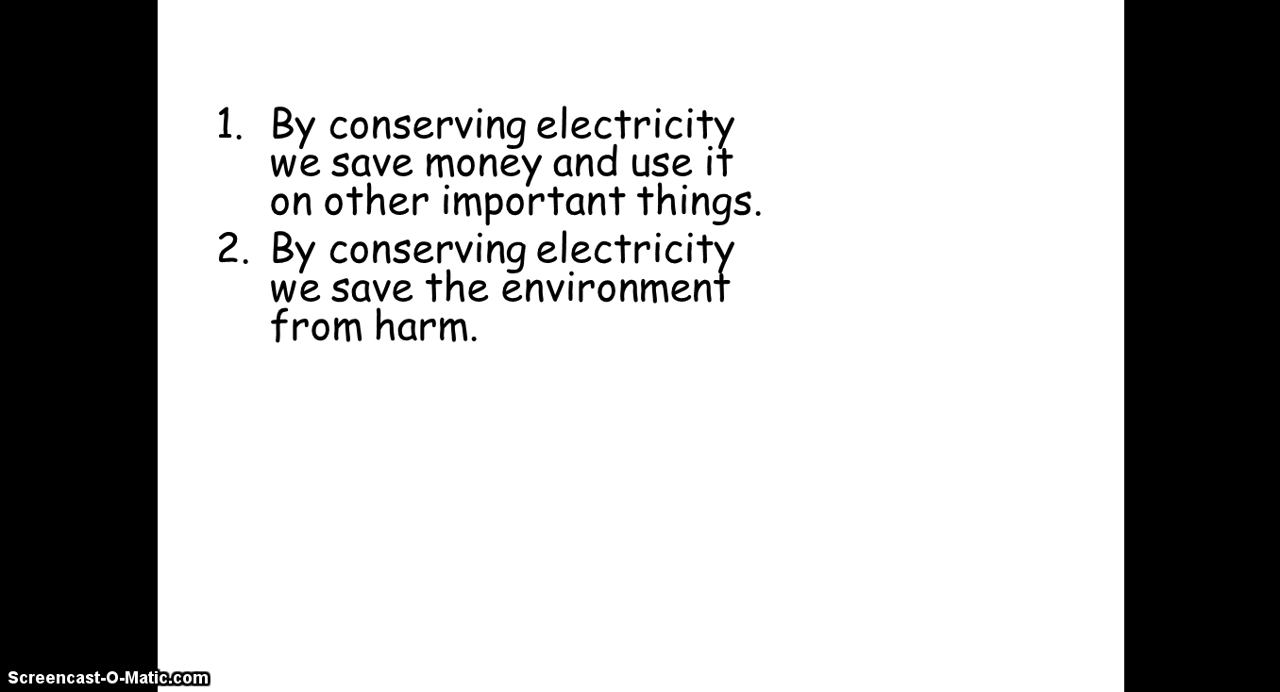 1. By conserving electricity
we save money and use it
on other important things.
2. By conserving electricity
we save the environment
from harm.
Screencast-O-Matic.com